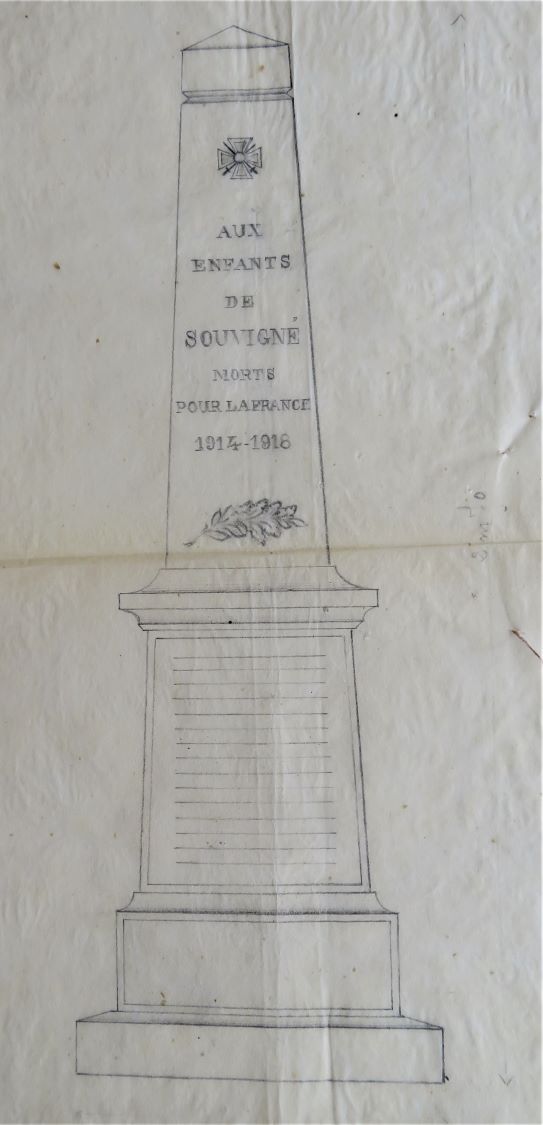 AUX
ENFANTS
DE
SOUVIGNÉ
MORTS
POUR LA FRANCE
1914-1918